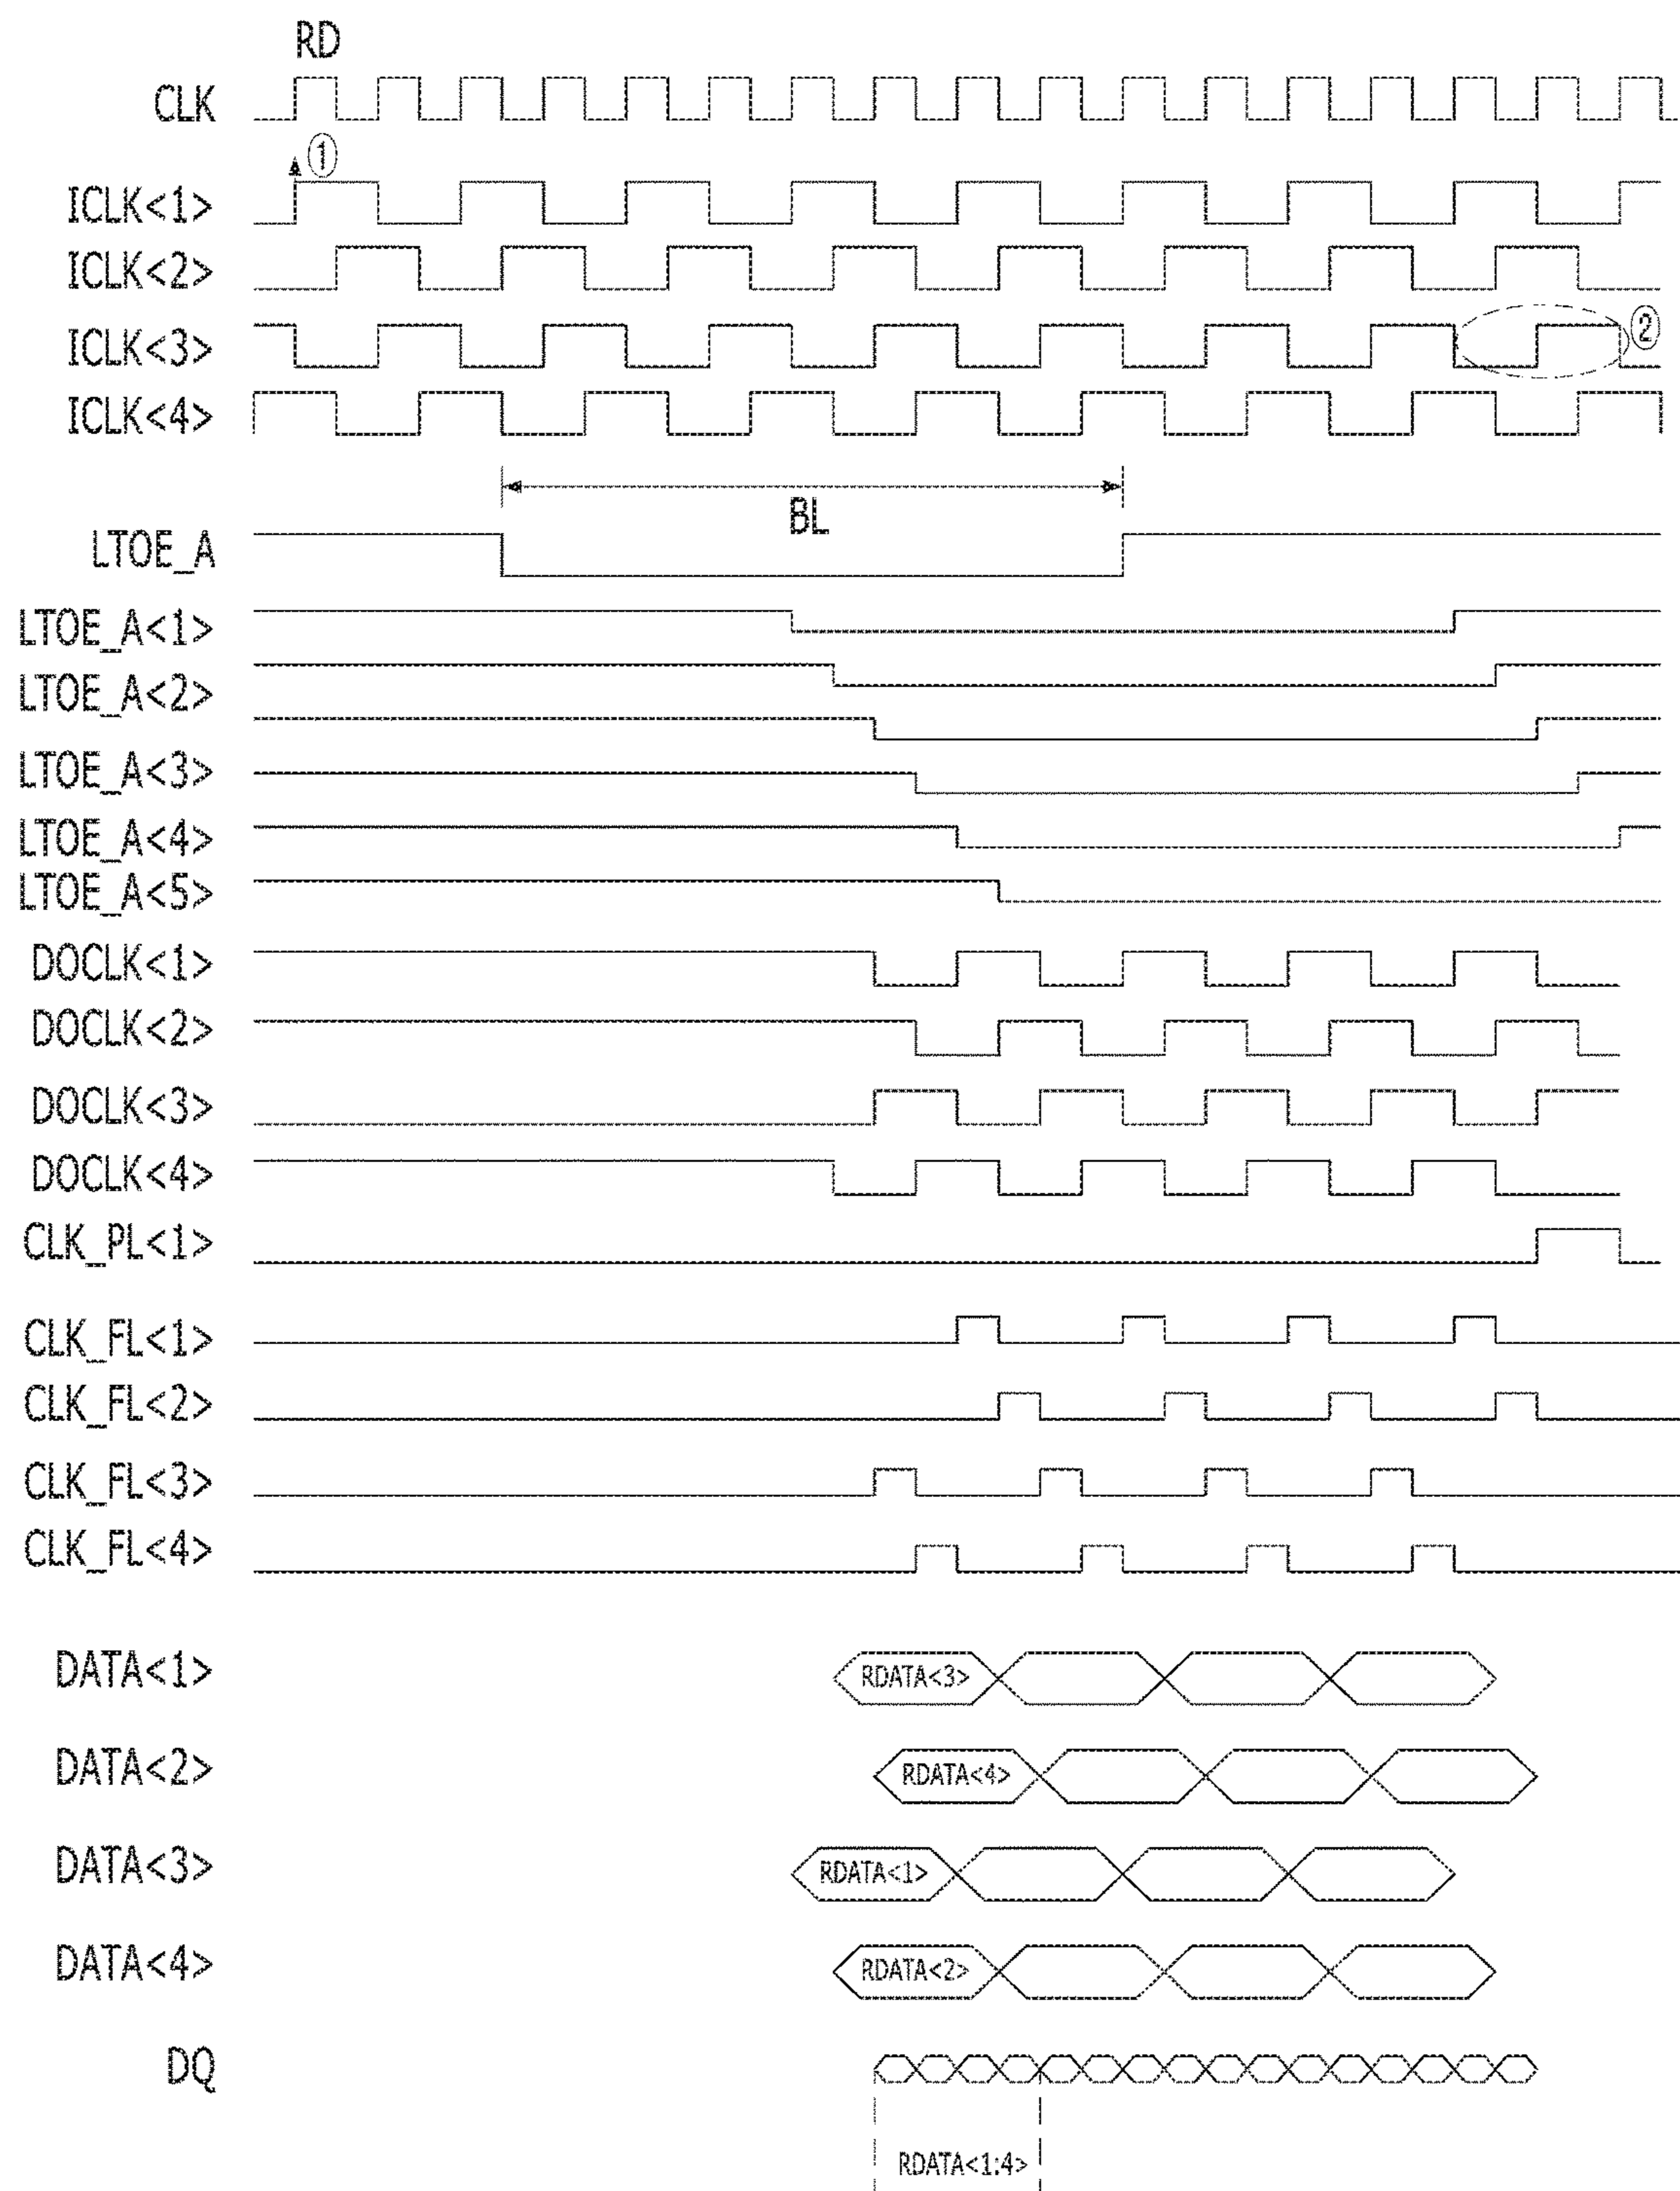 RD
CLK
①
ICLK<1>
ICLK<2>
ICLK<3>
②
ICLK<4>
BL
LTOE_A
LTOE_A<1>
LTOE_A<2>
LTOE_A<3>
LTOE_A<4>
LTOE_A<5>
DOCLK<1>
DOCLK<2>
DOCLK<3>
DOCLK<4>
CLK_PL<1>
CLK_FL<1>
CLK_FL<2>
CLK_FL<3>
CLK_FL<4>
DATA<1> RDATA<3>
DATA<2> RDATA<4>
DATA<3> RDATA<1>
DATA<4> RDATA<2>
DQ
RDATA<1:4>